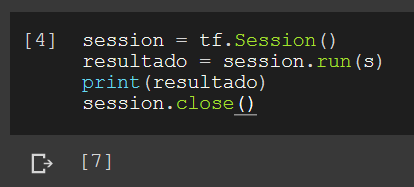 [4] session = tf.Session()
resultado = session.run(s)
print(resultado)
session.close()
[7]